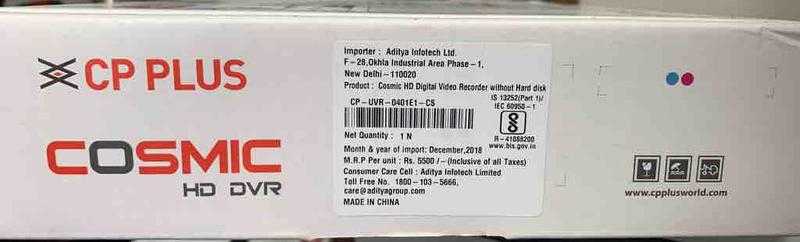 CP PLUS
COSMIC
HD DVR
Importer : Aditya Infotech Ltd.
F-28,Okhla Industrial Area Phase-1,
New Delhi-110020
Product : Cosmic HD Digital Video Recorder without Hard disk
CP-UVR-0401E1-CS
IS 13252(Part 1)/
IEC 60950-1
R-41088200
www.bis.gov.in
Net Quantity : 1 N
Month & year of import: December,2018
M.R.P Per unit : Rs. 5500 /-(Inclusive of all Taxes)
Consumer Care Cell : Aditya Infotech Limited
Toll Free No. 1800-103-5666,
care@adityagroup.com
MADE IN CHINA
www.cpplusworld.com